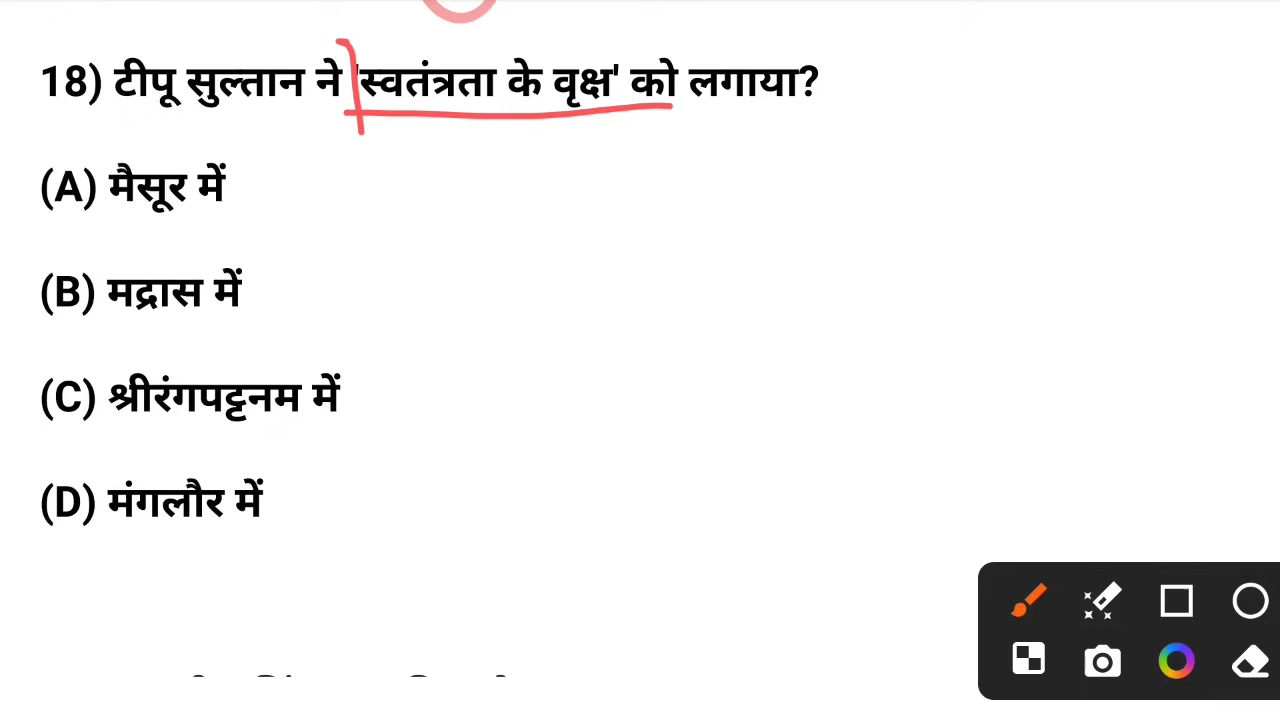 18) टीपू सुल्तान ने 'स्वतंत्रता के वृक्ष' को लगाया?
(A) मैसूर में
(B) मद्रास में
(C) श्रीरंगपट्टनम में
(D) मंगलौर में